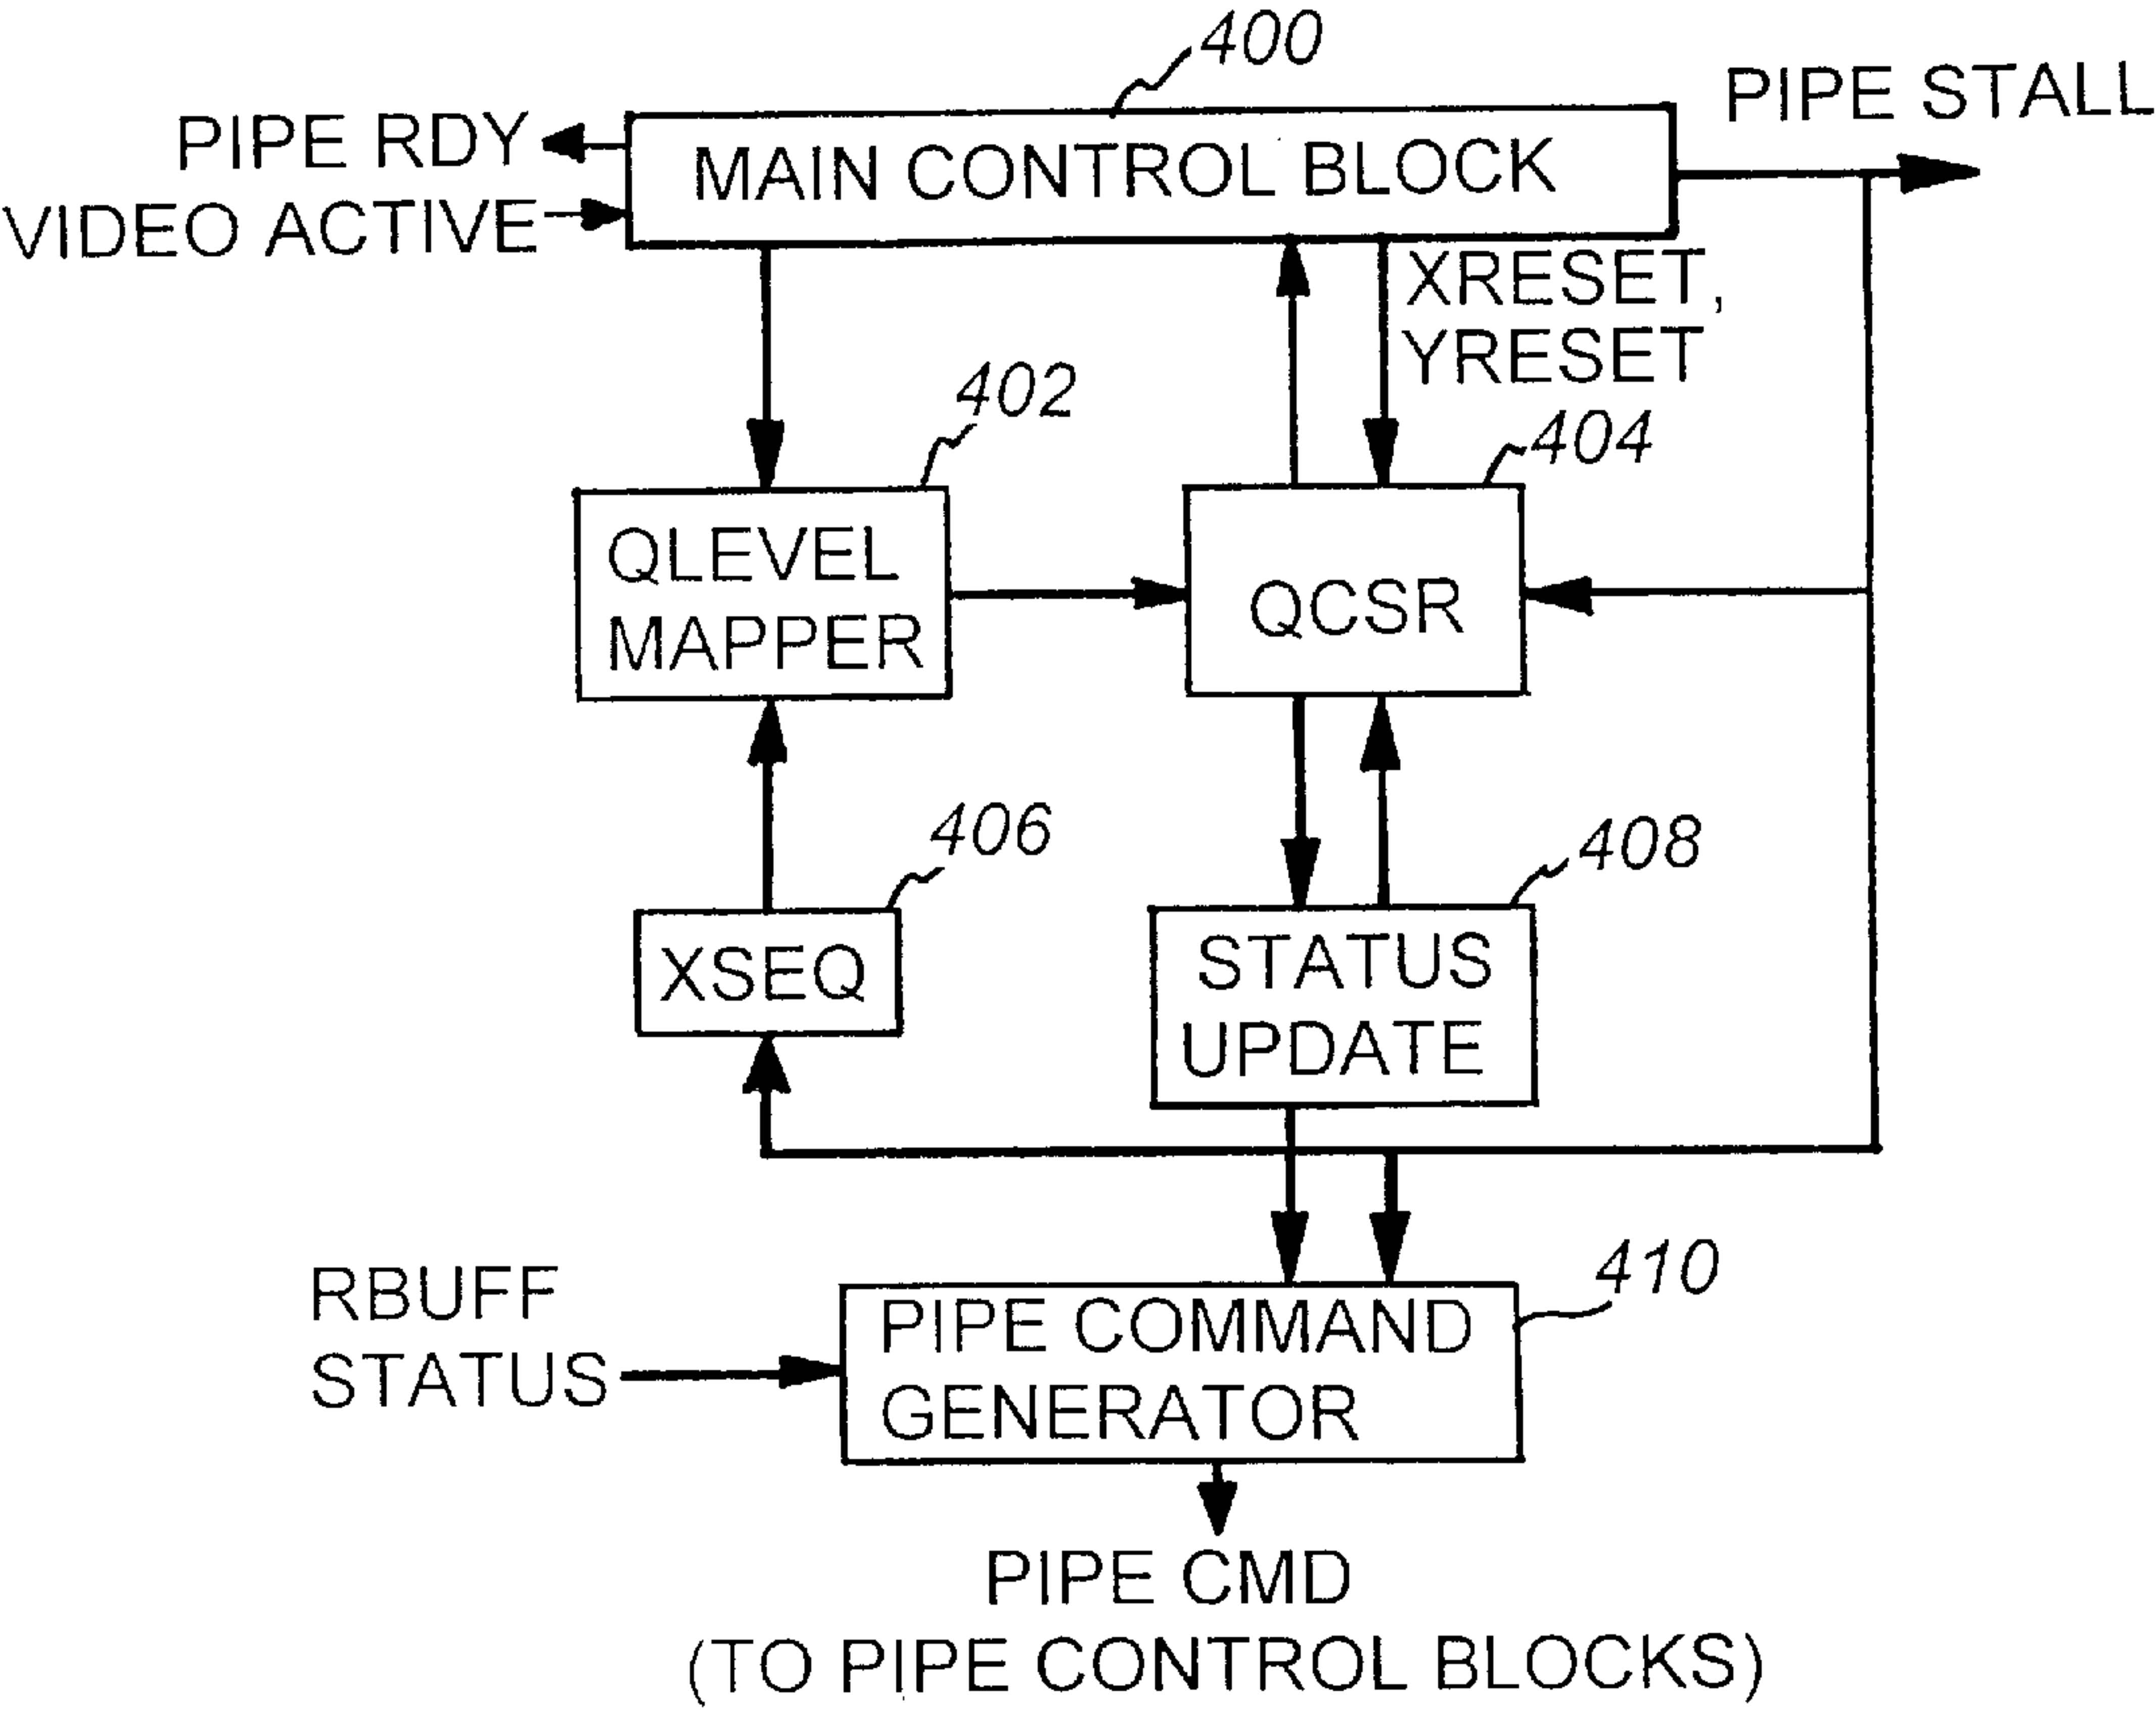 400
PIPE STALL
PIPE RDY
MAIN CONTROL BLOCK
VIDEO ACTIVE
XRESET,
YRESET
402
404
QLEVEL
MAPPER
QCSR
406
408
XSEQ
STATUS
UPDATE
410
RBUFF
STATUS
PIPE COMMAND
GENERATOR
PIPE CMD
(TO PIPE CONTROL BLOCKS)